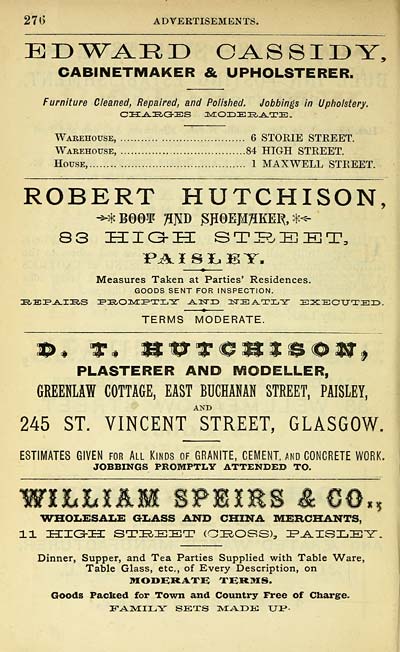 276 ADVERTISEMENTS.
EDWARD CASSIDY,
CABINETMAKER & UPHOLSTERER.
Furniture Cleaned, Repaired, and Polished. Jobbings in Upholstery.
CHARGES MODERATE.
WAREHOUSE, ........................... 6 STORIE STREET.
WAREHOUSE, ...........................84 HIGH STREET.
HOUSE,................................ 1 MAXWELL STREET.
ROBERT HUTCHISON,
BOOT AND SHOEMAKER,
83 HIGH STREET,
PAISLEY.
Measures Taken at Parties' Residences.
GOODS SENT FOR INSPECTION.
REPAIRS PROMPTLY AND NEATLY EXECUTED.
TERMS MODERATE.
D. T. HUTCHISON,
PLASTERER AND MODELLER,
GREENLAW COTTAGE, EAST BUCHANAN STREET, PAISLEY,
AND
245 ST. VINCENT STREET, GLASGOW.
ESTIMATES GIVEN FOR ALL KINDS OF GRANITE, CEMENT, AND CONCRETE WORK.
JOBBINGS PROMPTLY ATTENDED TO.
WILLIAM SPEIRS & CO.,
WHOLESALE GLASS AND CHINA MERCHANTS,
11 HIGH STREET (CROSS), PAISLEY.
Dinner, Supper, and Tea Parties Supplied with Table Ware,
Table Glass, etc., of Every Description, on
MODERATE TERMS.
Goods Packed for Town and Country Free of Charge.
FAMILY SETS MADE UP.